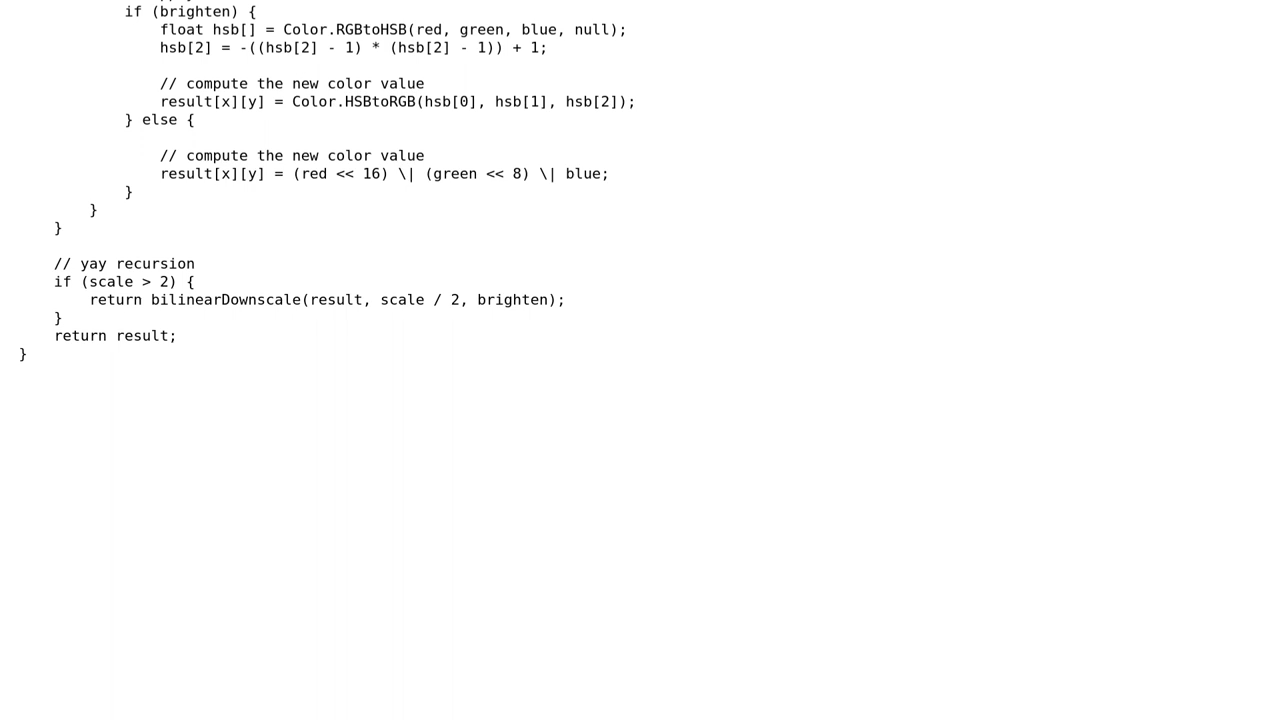 if (brighten) {
float hsb[] = Color.RGBtoHSB(red, green, blue, null);
hsb[2] = -((hsb[2] - 1) * (hsb[2] - 1)) + 1;
// compute the new color value
result[x][y] = Color.HSBtoRGB(hsb[0], hsb[1], hsb[2]);
} else {
// compute the new color value
result[x][y] = (red << 16) \| (green << 8) \| blue;
}
}
}
// yay recursion
if (scale > 2) {
return bilinearDownscale(result, scale / 2, brighten);
}
return result;
}